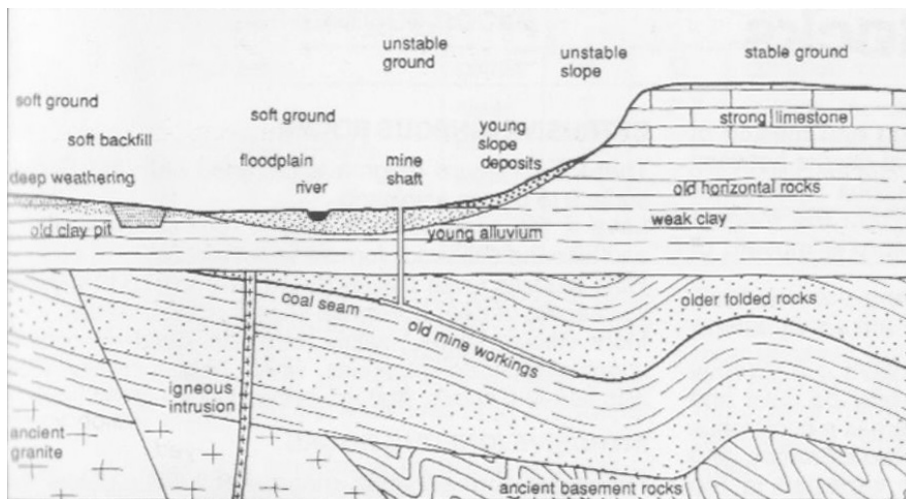 unstable
ground
unstable
slope
stable ground
soft ground
soft ground
soft backfill
young
slope
deposits
strong limestone
floodplain
river
mine
shaft
deep weathering
old horizontal rocks
weak clay
old clay pit
young alluvium
coal seam
old mine workings
older folded rocks
igneous
intrusion
ancient
granite
ancient basement rocks